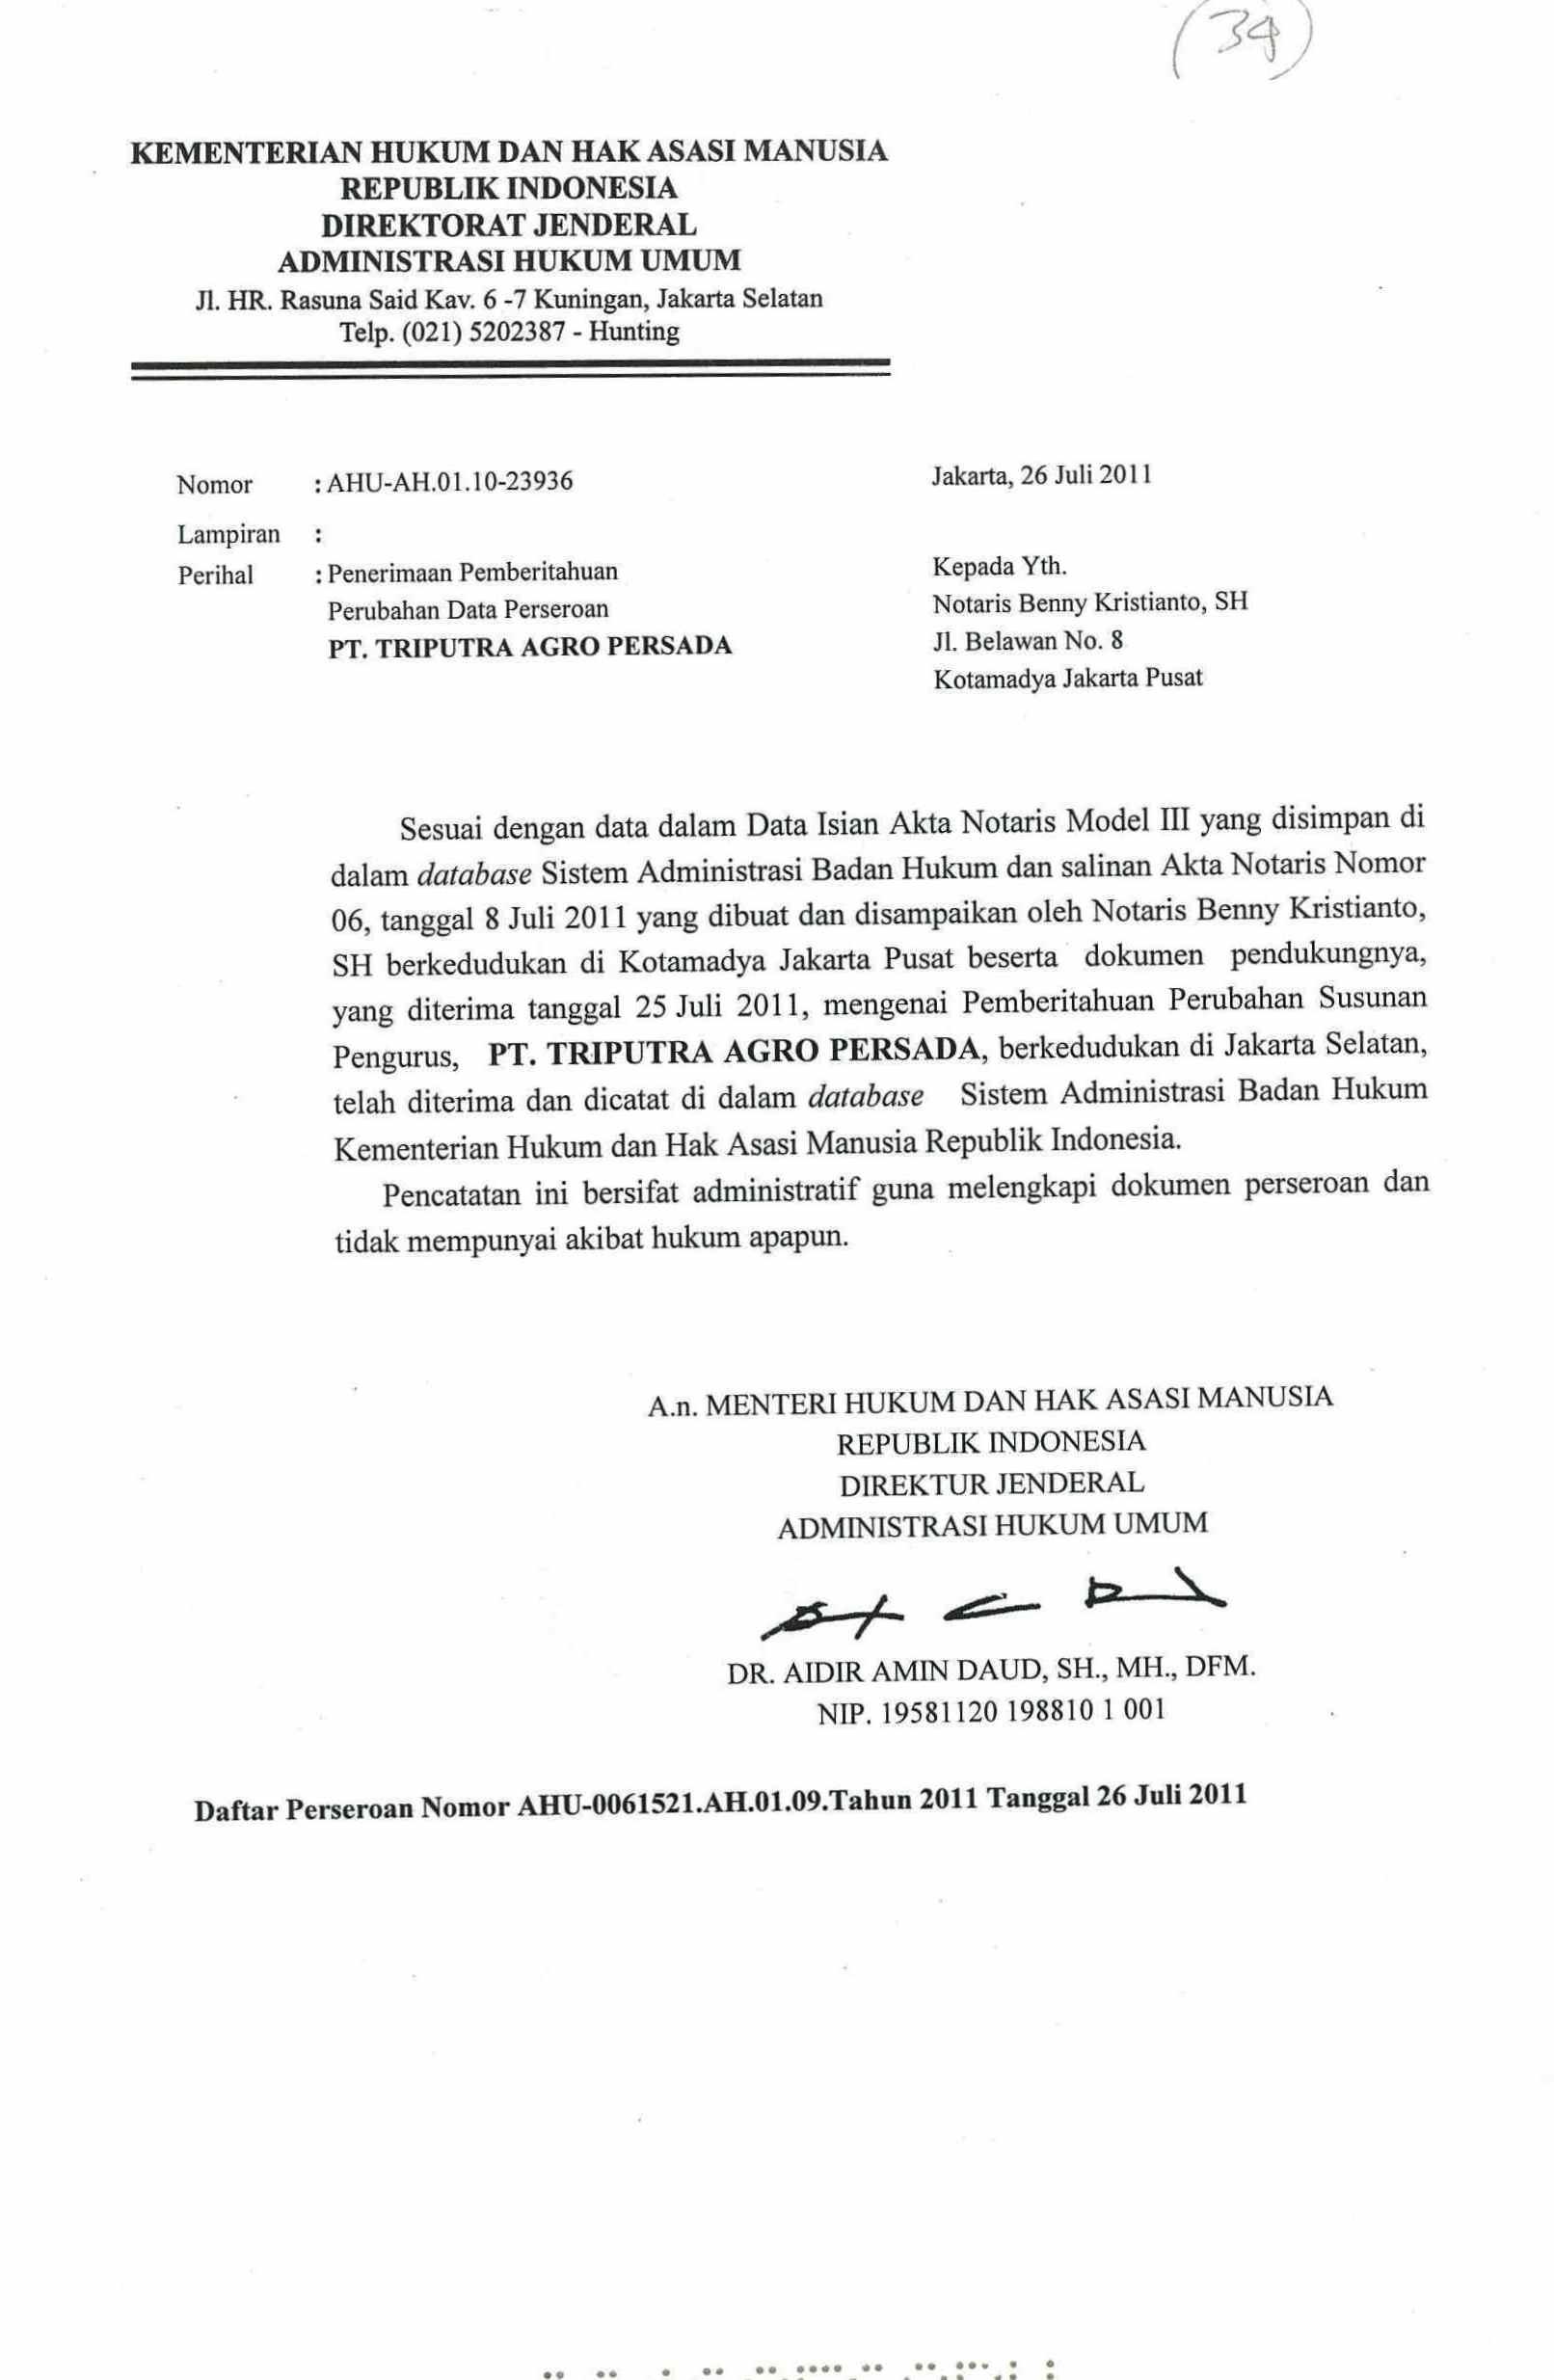 (34)
KEMENTERIAN HUKUM DAN HAK ASASI MANUSIA
REPUBLIK INDONESIA
DIREKTORAT JENDERAL
ADMINISTRASI HUKUM UMUM
Jl. HR. Rasuna Said Kav. 6 -7 Kuningan, Jakarta Selatan
Telp. (021) 5202387 - Hunting
Nomor : AHU-AH.01.10-23936
Lampiran :
Perihal : Penerimaan Pemberitahuan
Perubahan Data Perseroan
PT. TRIPUTRA AGRO PERSADA
Jakarta, 26 Juli 2011
Kepada Yth.
Notaris Benny Kristianto, SH
Jl. Belawan No. 8
Kotamadya Jakarta Pusat
Sesuai dengan data dalam Data Isian Akta Notaris Model III yang disimpan di
dalam database Sistem Administrasi Badan Hukum dan salinan Akta Notaris Nomor
06, tanggal 8 Juli 2011 yang dibuat dan disampaikan oleh Notaris Benny Kristianto,
SH berkedudukan di Kotamadya Jakarta Pusat beserta dokumen pendukungnya,
yang diterima tanggal 25 Juli 2011, mengenai Pemberitahuan Perubahan Susunan
Pengurus, PT. TRIPUTRA AGRO PERSADA, berkedudukan di Jakarta Selatan,
telah diterima dan dicatat di dalam database Sistem Administrasi Badan Hukum
Kementerian Hukum dan Hak Asasi Manusia Republik Indonesia.
Pencatatan ini bersifat administratif guna melengkapi dokumen perseroan dan
tidak mempunyai akibat hukum apapun.
A.n. MENTERI HUKUM DAN HAK ASASI MANUSIA
REPUBLIK INDONESIA
DIREKTUR JENDERAL
ADMINISTRASI HUKUM UMUM
DR. AIDIR AMIN DAUD, SH., MH., DFM.
NIP. 19581120 198810 1 001
Daftar Perseroan Nomor AHU-0061521.AH.01.09.Tahun 2011 Tanggal 26 Juli 2011